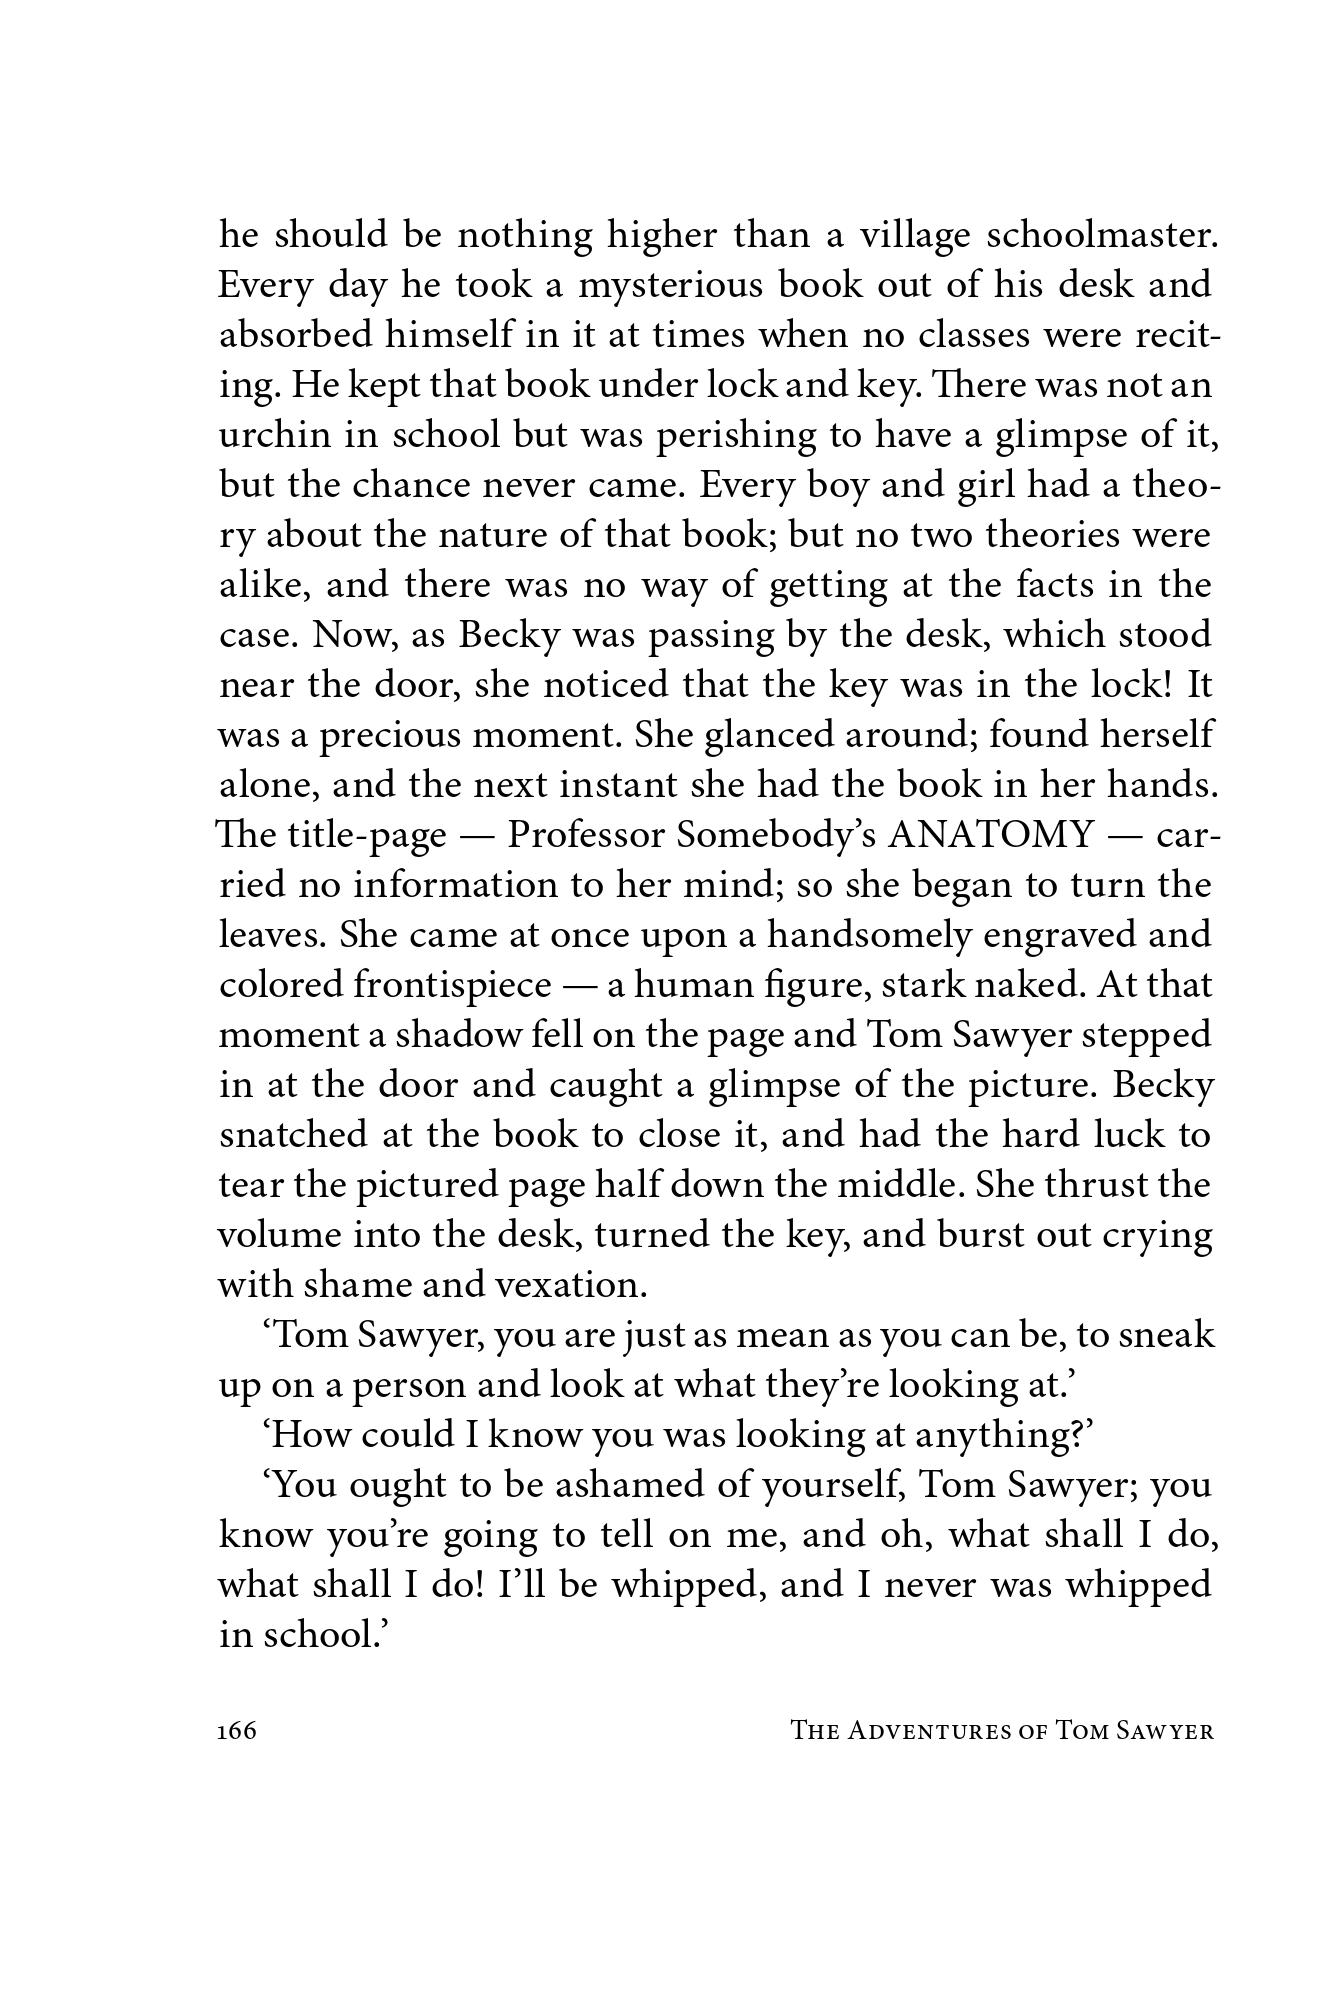 he should be nothing higher than a village schoolmaster.
Every day he took a mysterious book out of his desk and
absorbed himself in it at times when no classes were recit-
ing. He kept that book under lock and key. There was not an
urchin in school but was perishing to have a glimpse of it,
but the chance never came. Every boy and girl had a theo-
ry about the nature of that book; but no two theories were
alike, and there was no way of getting at the facts in the
case. Now, as Becky was passing by the desk, which stood
near the door, she noticed that the key was in the lock! It
was a precious moment. She glanced around; found herself
alone, and the next instant she had the book in her hands.
The title-page — Professor Somebody’s ANATOMY — car-
ried no information to her mind; so she began to turn the
leaves. She came at once upon a handsomely engraved and
colored frontispiece — a human figure, stark naked. At that
moment a shadow fell on the page and Tom Sawyer stepped
in at the door and caught a glimpse of the picture. Becky
snatched at the book to close it, and had the hard luck to
tear the pictured page half down the middle. She thrust the
volume into the desk, turned the key, and burst out crying
with shame and vexation.
‘Tom Sawyer, you are just as mean as you can be, to sneak
up on a person and look at what they’re looking at.’
‘How could I know you was looking at anything?’
‘You ought to be ashamed of yourself, Tom Sawyer; you
know you’re going to tell on me, and oh, what shall I do,
what shall I do! I’ll be whipped, and I never was whipped
in school.’
166 The Adventures of Tom Sawyer